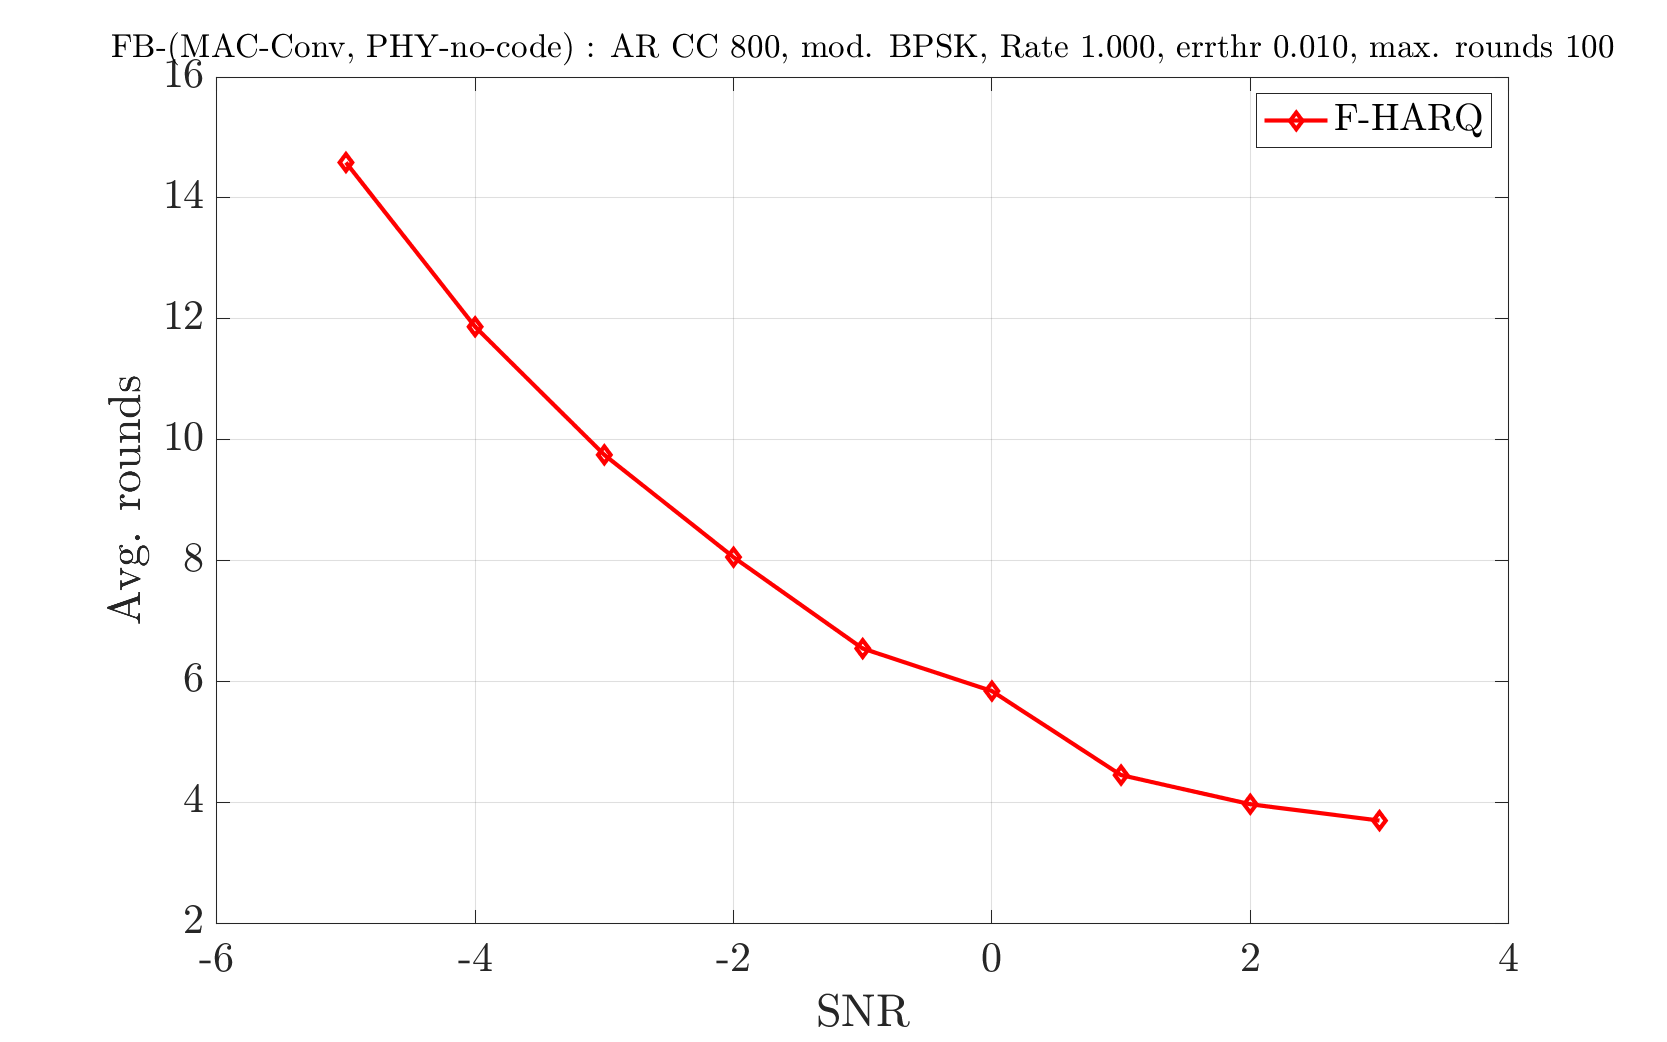 FB-(MAC-Conv, PHY-no-code) : AR CC 800, mod. BPSK, Rate 1.000, errthr 0.010, max. rounds 100
F-HARQ
16
14
12
10
8
6
4
2
Avg. rounds
-6 -4 -2 0 2 4
SNR